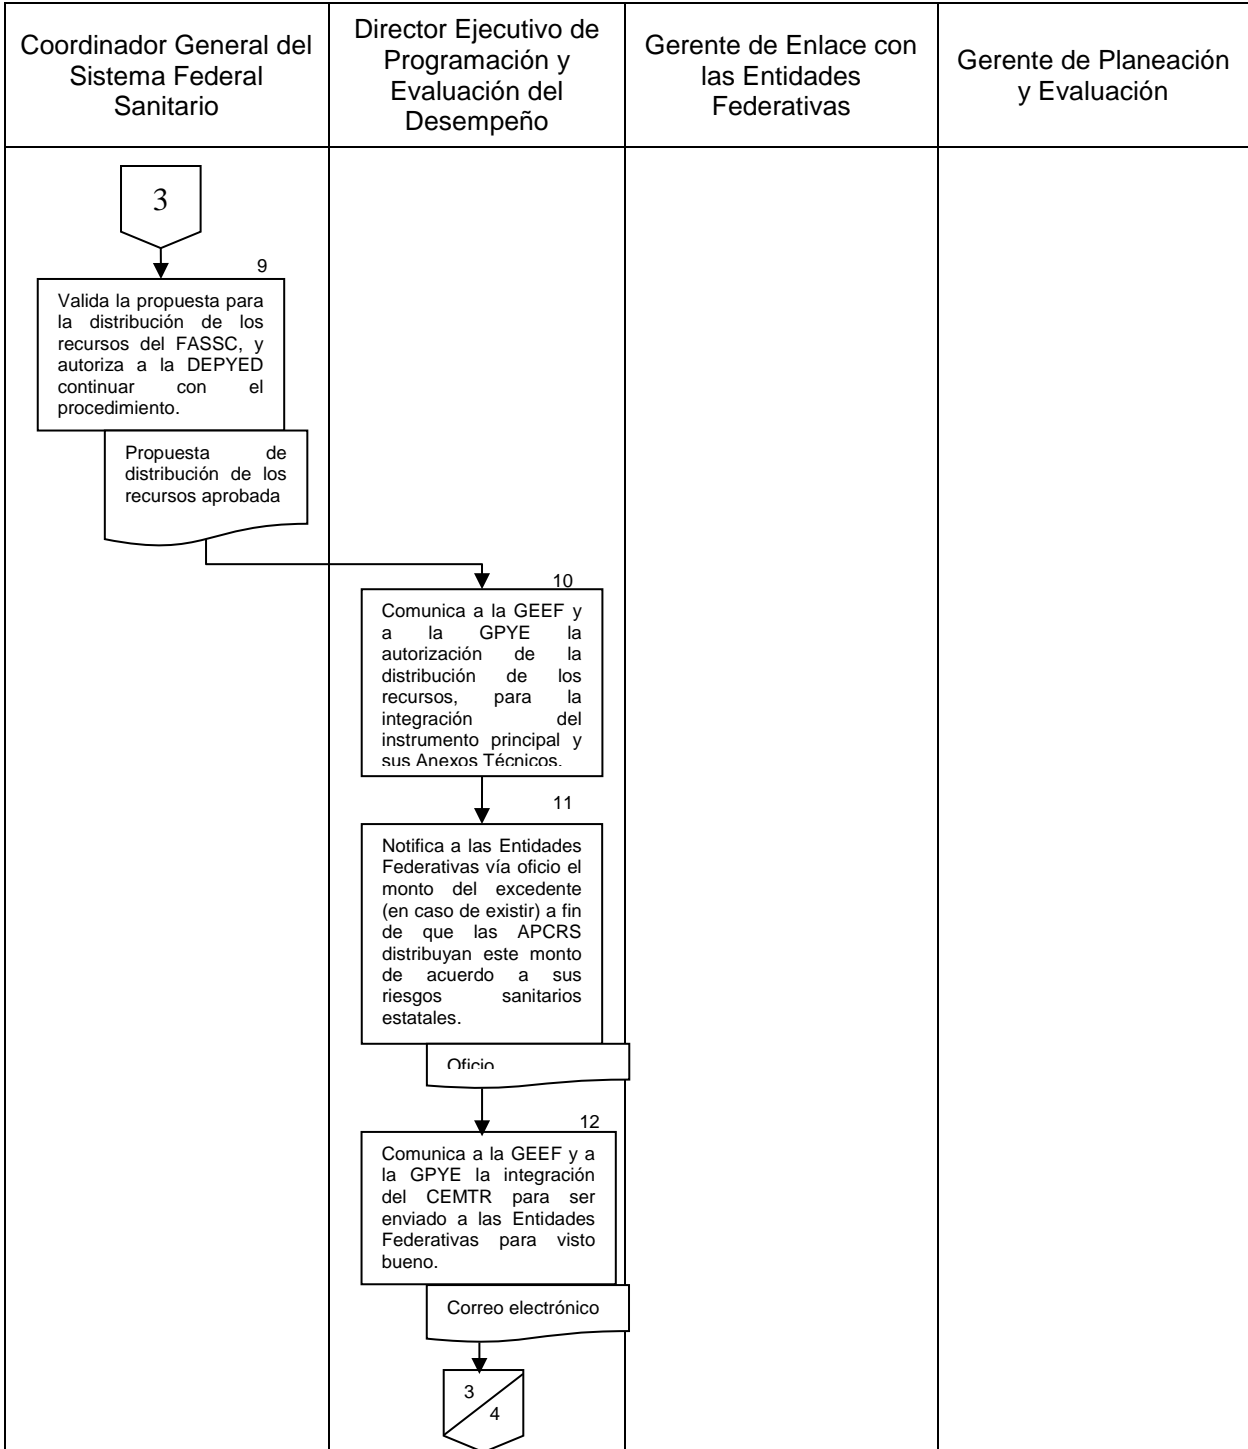 Coordinador General del
Sistema Federal
Sanitario
Director Ejecutivo de
Programación y
Evaluación del
Desempeño
Gerente de Enlace con
las Entidades
Federativas
Gerente de Planeación
y Evaluación
3
9
Valida la propuesta para
la distribución de los
recursos del FASSC, y
autoriza a la DEPYED
continuar con el
procedimiento.
Propuesta de
distribución de los
recursos aprobada
10
Comunica a la GEEF y
a la GPYE la
autorización de la
distribución de los
recursos, para la
integración del
instrumento principal y
sus Anexos Técnicos.
11
Notifica a las Entidades
Federativas vía oficio el
monto del excedente
(en caso de existir) a fin
de que las APCRS
distribuyan este monto
de acuerdo a sus
riesgos sanitarios
estatales.
Oficio
12
Comunica a la GEEF y a
la GPYE la integración
del CEMTR para ser
enviado a las Entidades
Federativas para visto
bueno.
Correo electrónico
3
4